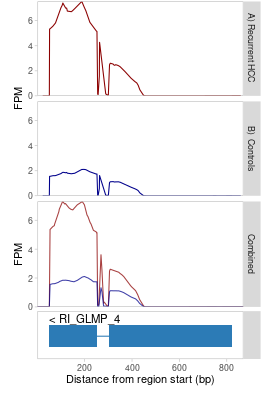 A) Recurrent HCC
6
4
2
0
FPM
B) Controls
6
4
2
0
Combined
6
4
2
0
FPM
< RI_GLMP_4
200
400
600
800
Distance from region start (bp)